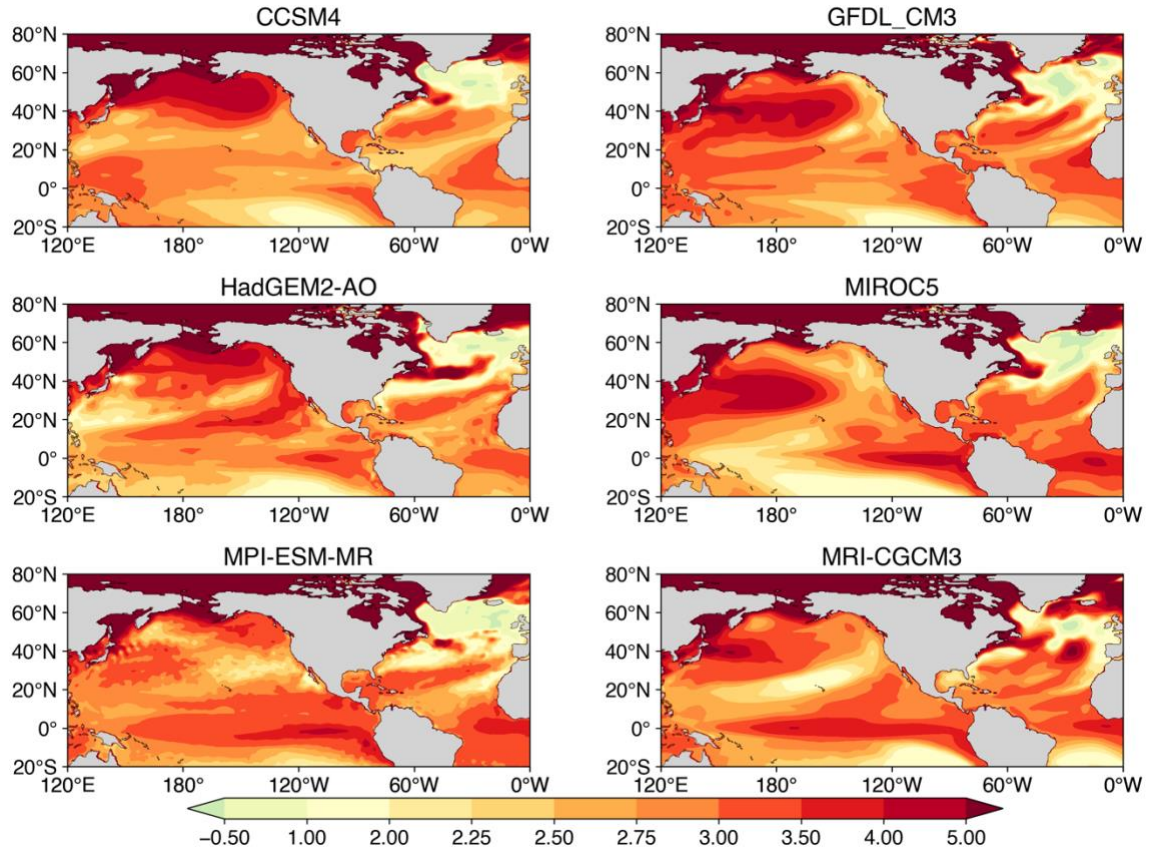 CCSM4 GFDL_CM3
80°N 80°N
60°N 60°N
40°N 40°N
20°N 20°N
0° 0°
20°S 20°S
120°E 180° 120°W 60°W 0°W 120°E 180° 120°W 60°W 0°W
HadGEM2-AO MIROC5
80°N 80°N
60°N 60°N
40°N 40°N
20°N 20°N
0° 0°
20°S 20°S
120°E 180° 120°W 60°W 0°W 120°E 180° 120°W 60°W 0°W
MPI-ESM-MR MRI-CGCM3
80°N 80°N
60°N 60°N
40°N 40°N
20°N 20°N
0° 0°
20°S 20°S
120°E 180° 120°W 60°W 0°W 120°E 180° 120°W 60°W 0°W
−0.50 1.00 2.00 2.25 2.50 2.75 3.00 3.50 4.00 5.00